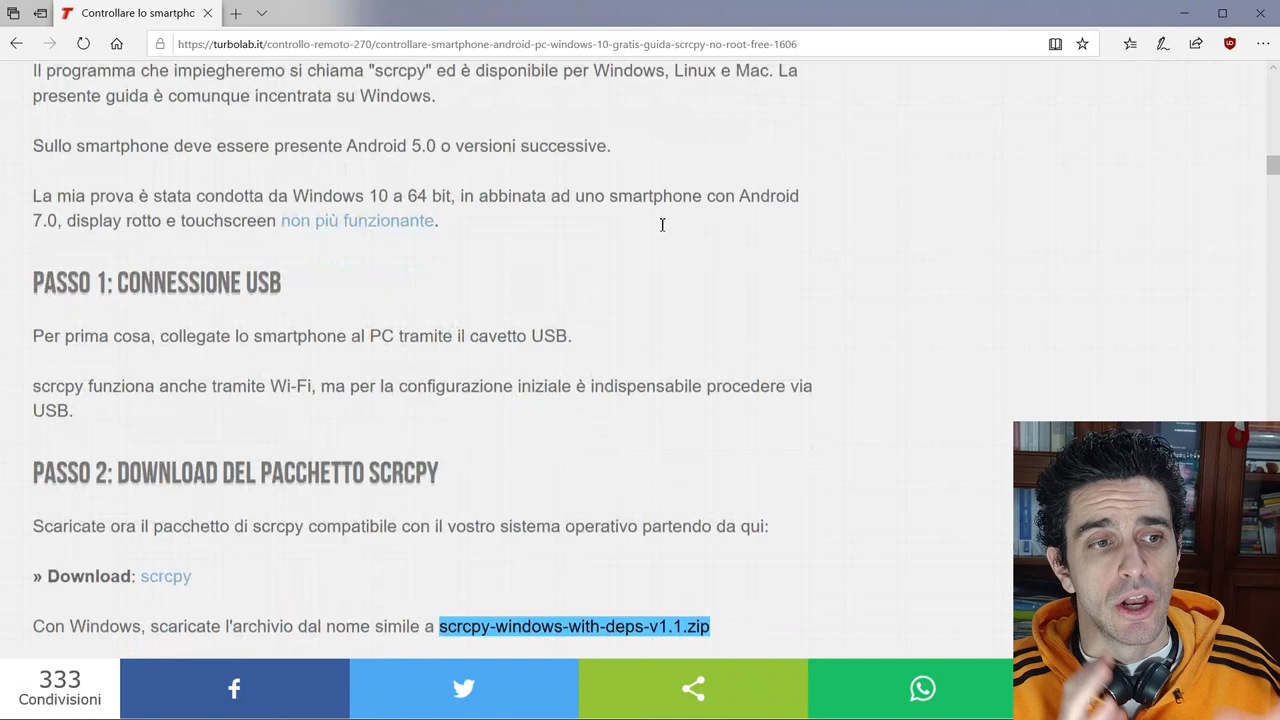 Controllare lo smartpho
https://turbolab.it/controllo-remoto-270/controllare-smartphone-android-pc-windows-10-gratis-guida-scrcpy-no-root-free-1606
Il programma che impiegheremo si chiama "scrcpy" ed è disponibile per Windows, Linux e Mac. La
presente guida è comunque incentrata su Windows.
Sullo smartphone deve essere presente Android 5.0 o versioni successive.
La mia prova è stata condotta da Windows 10 a 64 bit, in abbinata ad uno smartphone con Android
7.0, display rotto e touchscreen non più funzionante.
PASSO 1: CONNESSIONE USB
Per prima cosa, collegate lo smartphone al PC tramite il cavetto USB.
scrcpy funziona anche tramite Wi-Fi, ma per la configurazione iniziale è indispensabile procedere via
USB.
PASSO 2: DOWNLOAD DEL PACCHETTO SCRCPY
Scaricate ora il pacchetto di scrcpy compatibile con il vostro sistema operativo partendo da qui:
» Download: scrcpy
Con Windows, scaricate l'archivio dal nome simile a scrcpy-windows-with-deps-v1.1.zip
333
Condivisioni